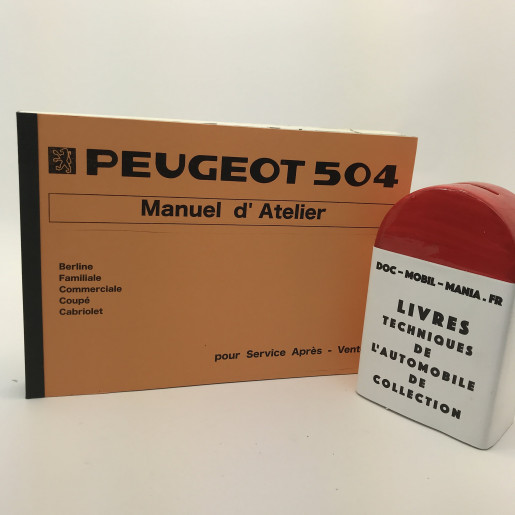 PEUGEOT 504
Manuel d' Atelier
Berline
Familiale
Commerciale
Coupé
Cabriolet
pour Service Après - Vent
DOC - MOBIL - MANIA . FR
LIVRES
TECHNIQUES
DE
L'AUTOMOBILE
DE
COLLECTION